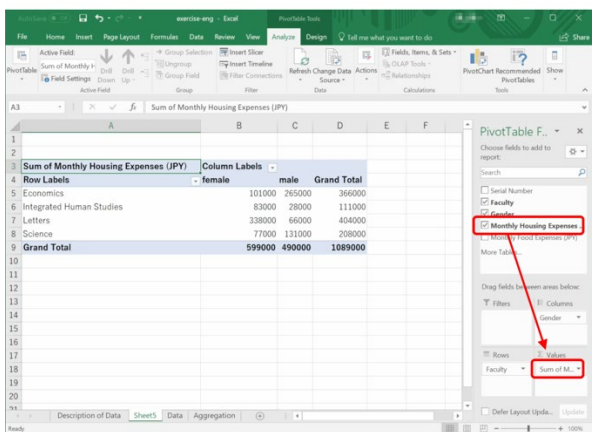 AutoSave
exercise-eng - Excel
PivotTable Tools
File Home Insert Page Layout Formulas Data Review View Analyze Design Tell me what you want to do Share
PivotTable
Active Field:
Sum of Monthly H
Field Settings
Drill Down
Drill Up
Active Field
Group Selection
Ungroup
Group Field
Group
Insert Slicer
Insert Timeline
Filter Connections
Filter
Refresh
Change Data Source
Data
Actions
Fields, Items, & Sets
OLAP Tools
Relationships
Calculations
PivotChart
Recommended PivotTables
Tools
Show
A3 fx Sum of Monthly Housing Expenses (JPY)
A B C D E F
1
2
3 Sum of Monthly Housing Expenses (JPY) Column Labels
4 Row Labels female male Grand Total
5 Economics 101000 265000 366000
6 Integrated Human Studies 83000 28000 111000
7 Letters 338000 66000 404000
8 Science 77000 131000 208000
9 Grand Total 599000 490000 1089000
10
11
12
13
14
15
16
17
18
19
20
21
PivotTable F...
Choose fields to add to report:
Search
Serial Number
Faculty
Gender
Monthly Housing Expenses
Monthly Food Expenses (JPY)
More Tables...
Drag fields between areas below:
Filters Columns
Gender
Rows Values
Faculty Sum of M...
Defer Layout Upda... Update
Description of Data Sheet5 Data Aggregation
Ready 100%